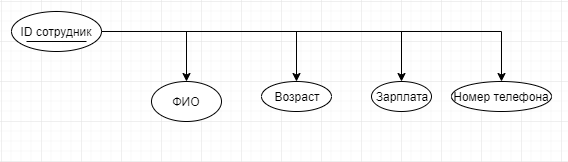 ID сотрудник
ФИО
Возраст
Зарплата
Номер телефона